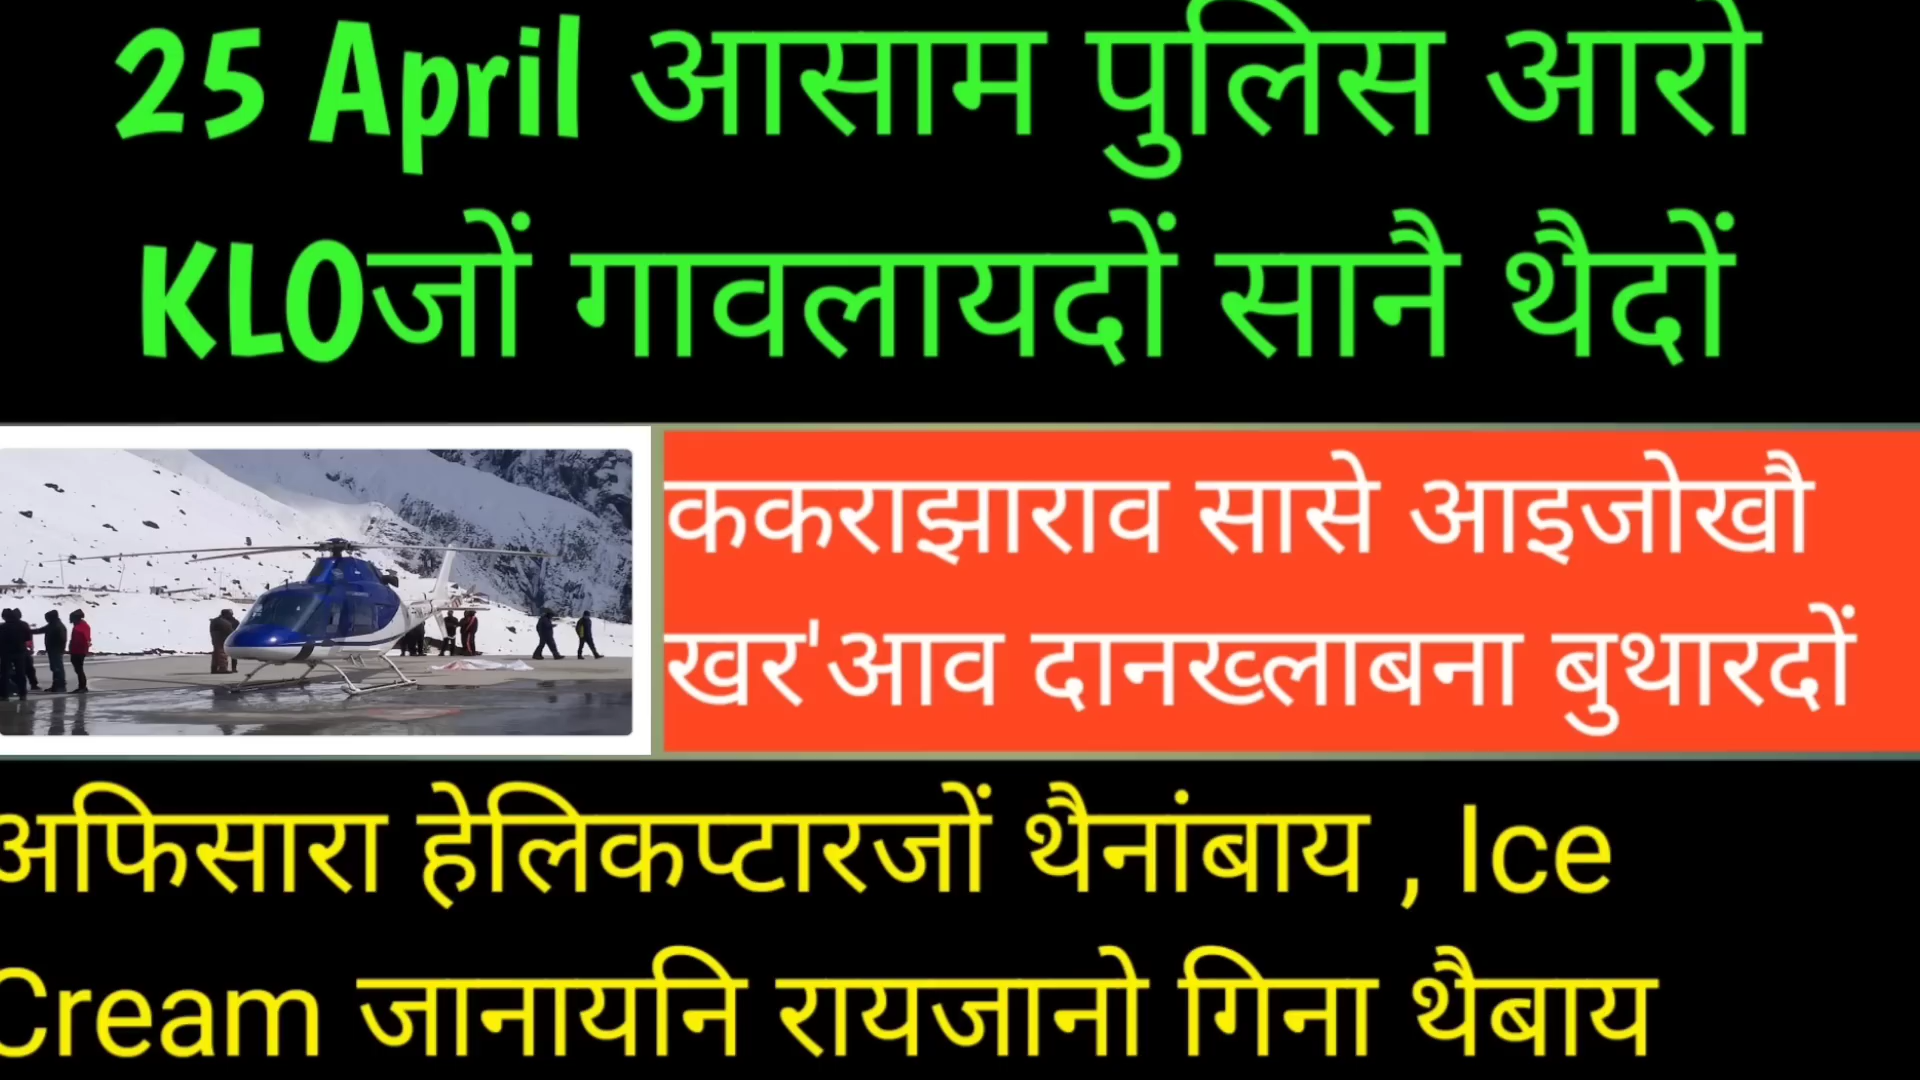 25 April आसाम पुलिस आरो
KLOजों गावलायदों सानै थैदों
ककराझाराव सासे आइजोखौ
खर'आव दानख्लाबना बुथारदों
अफिसारा हेलिकप्टारजों थैनांबाय , Ice
Cream जानायनि रायजानो गिना थैबाय